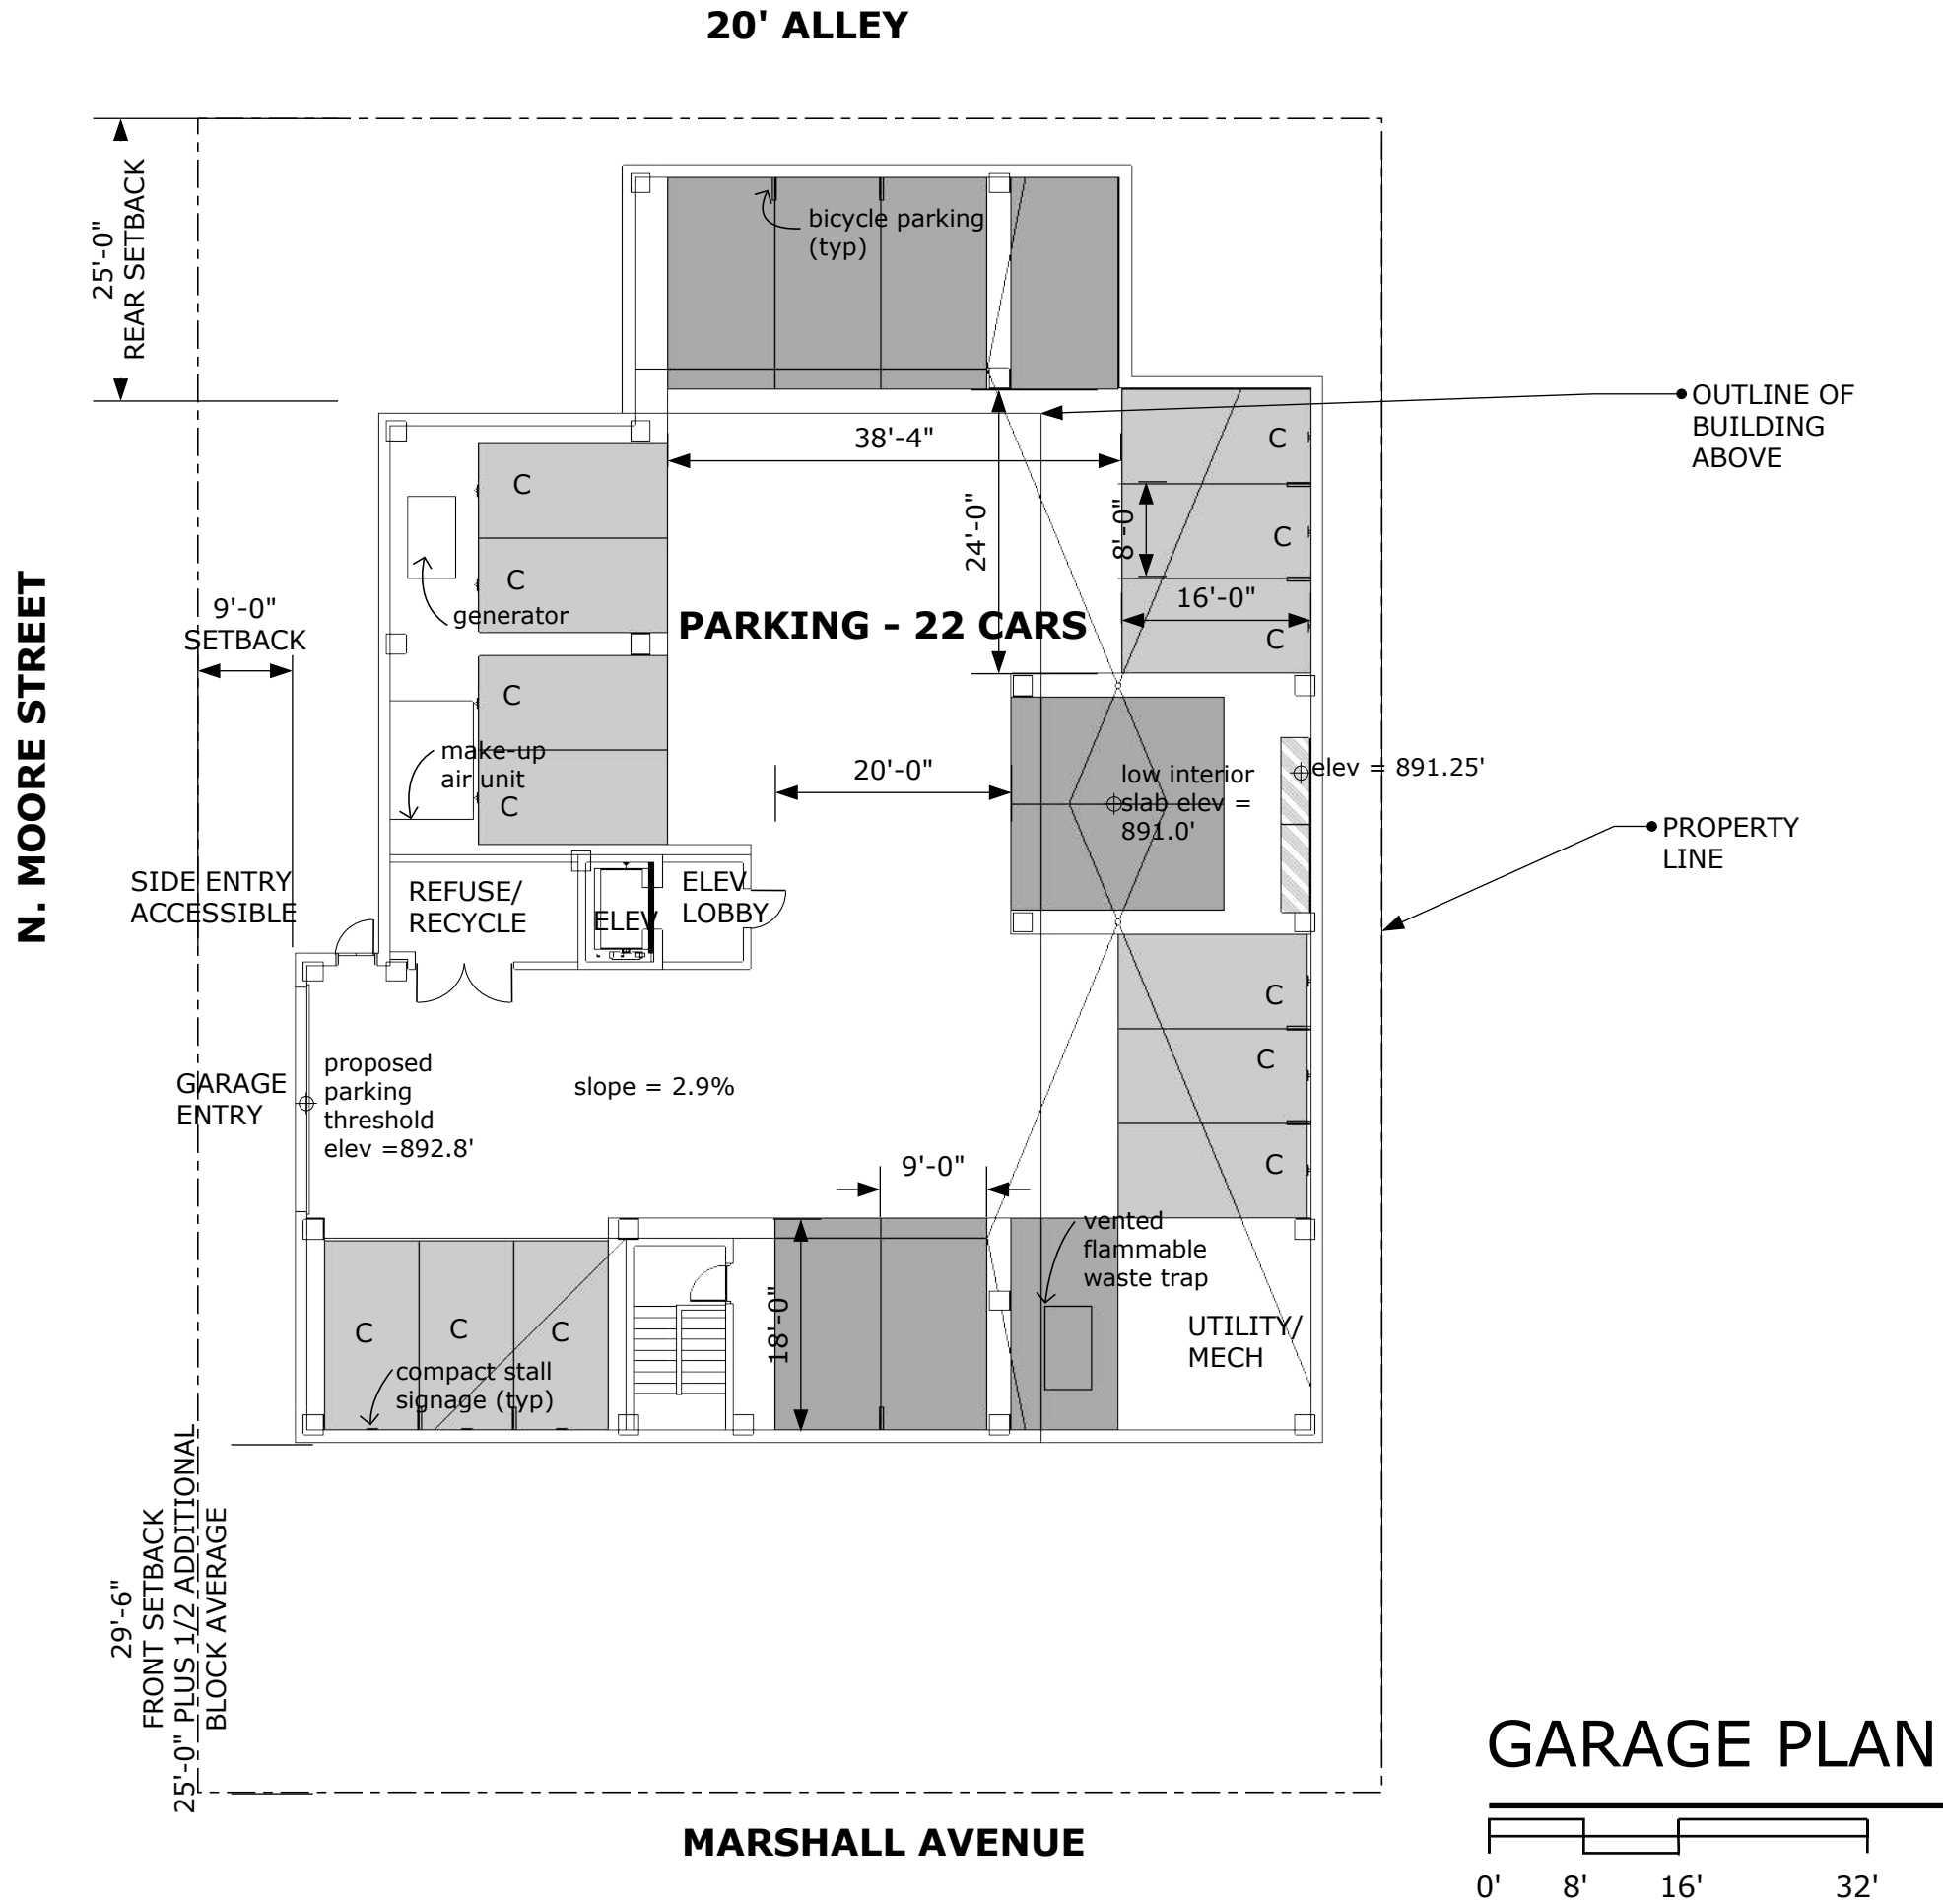 20' ALLEY
25'-0"
REAR SETBACK
bicycle parking
(typ)
OUTLINE OF
BUILDING
ABOVE
38'-4"
24'-0"
8'-0"
16'-0"
C
C
C
C
C
C
C
generator
PARKING - 22 CARS
N. MOORE STREET
9'-0"
SETBACK
make-up
air unit
20'-0"
low interior
slab elev =
891.0'
elev = 891.25'
PROPERTY
LINE
SIDE ENTRY
ACCESSIBLE
REFUSE/
RECYCLE
ELEV
ELEV
LOBBY
GARAGE
ENTRY
proposed
parking
threshold
elev =892.8'
slope = 2.9%
C
C
C
9'-0"
18'-0"
vented
flammable
waste trap
UTILITY/
MECH
C
C
C
compact stall
signage (typ)
29'-6"
FRONT SETBACK
25'-0" PLUS 1/2 ADDITIONAL
BLOCK AVERAGE
MARSHALL AVENUE
GARAGE PLAN
0' 8' 16' 32'